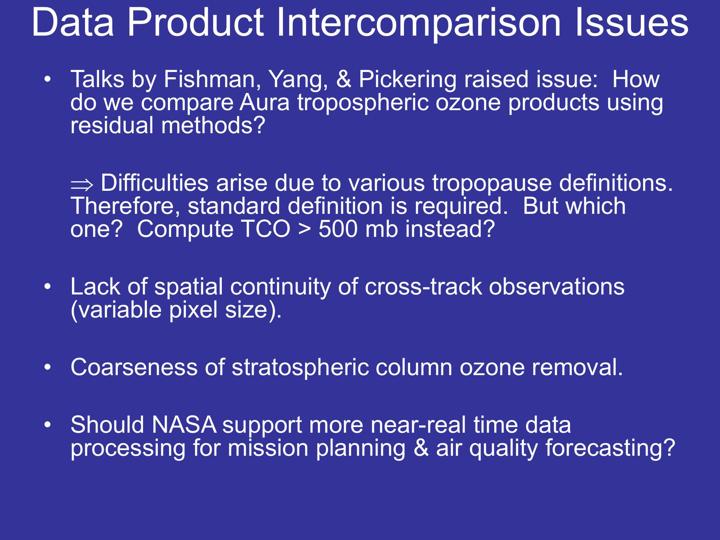 Data Product Intercomparison Issues
• Talks by Fishman, Yang, & Pickering raised issue:  How
do we compare Aura tropospheric ozone products using
residual methods?
⇒ Difficulties arise due to various tropopause definitions.
Therefore, standard definition is required.  But which
one?  Compute TCO > 500 mb instead?
• Lack of spatial continuity of cross-track observations
(variable pixel size).
• Coarseness of stratospheric column ozone removal.
• Should NASA support more near-real time data
processing for mission planning & air quality forecasting?